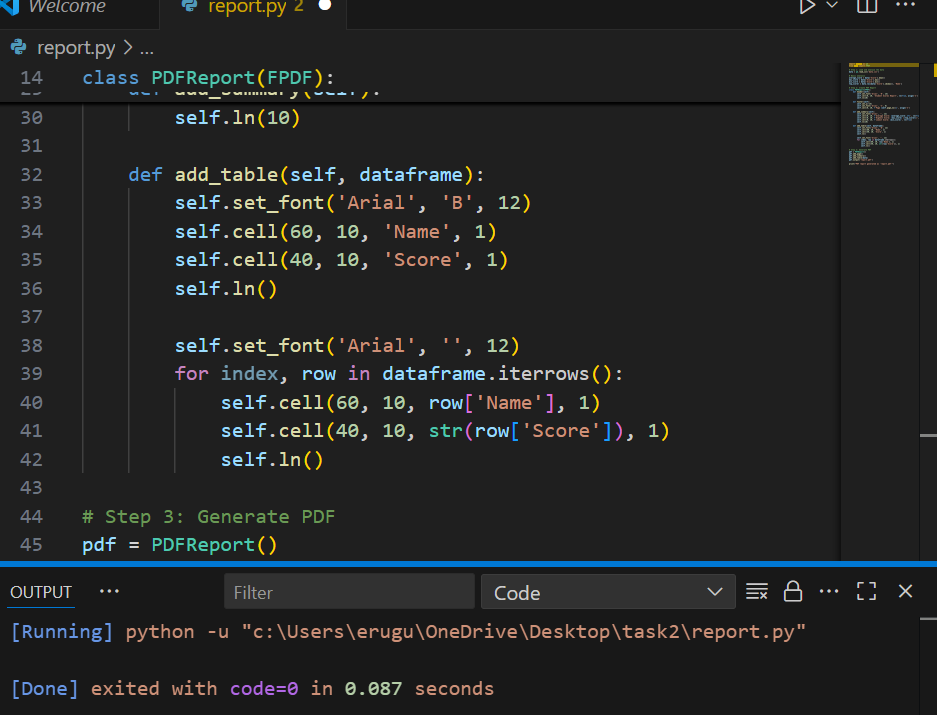 Welcome
report.py 2
report.py > ...
14 class PDFReport(FPDF):
29 def add_summary(self):
30 self.ln(10)
31
32 def add_table(self, dataframe):
33 self.set_font('Arial', 'B', 12)
34 self.cell(60, 10, 'Name', 1)
35 self.cell(40, 10, 'Score', 1)
36 self.ln()
37
38 self.set_font('Arial', '', 12)
39 for index, row in dataframe.iterrows():
40 self.cell(60, 10, row['Name'], 1)
41 self.cell(40, 10, str(row['Score']), 1)
42 self.ln()
43
44 # Step 3: Generate PDF
45 pdf = PDFReport()
OUTPUT ... Filter Code ...
[Running] python -u "c:\Users\erugu\OneDrive\Desktop\task2\report.py"
[Done] exited with code=0 in 0.087 seconds